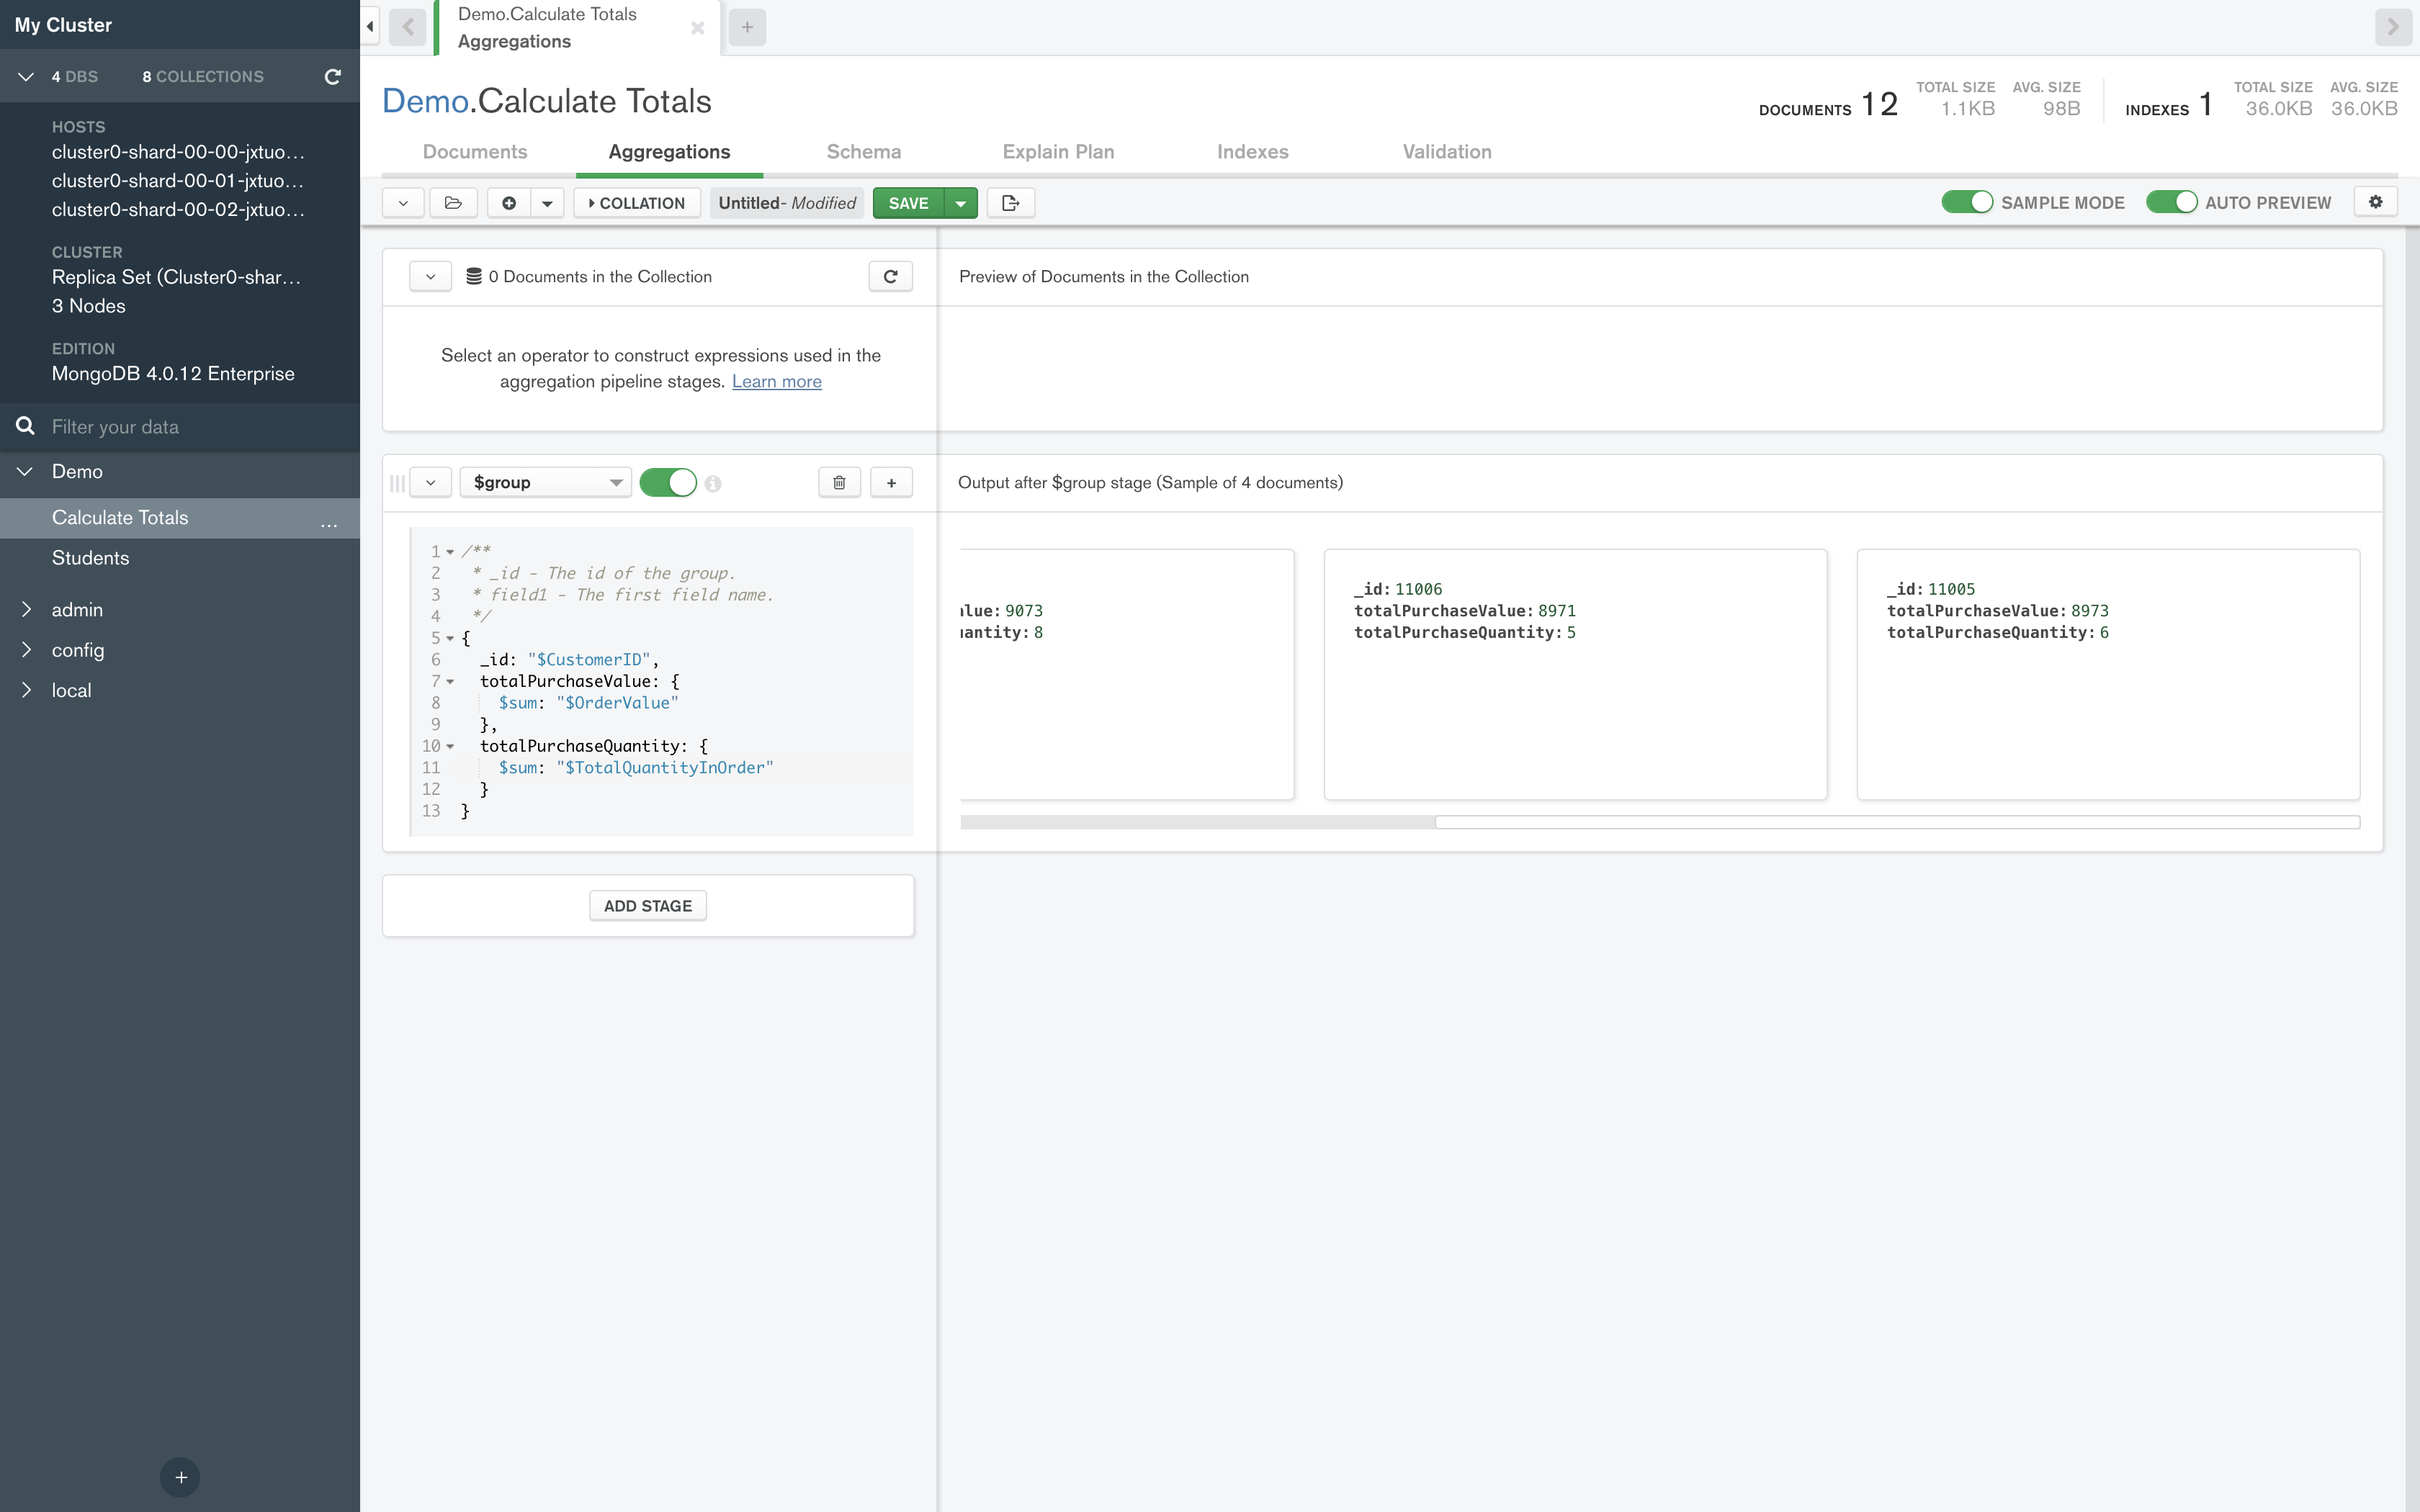 My Cluster
4 DBS 8 COLLECTIONS
HOSTS
cluster0-shard-00-00-jxtuo...
cluster0-shard-00-01-jxtuo...
cluster0-shard-00-02-jxtuo...
CLUSTER
Replica Set (Cluster0-shar...
3 Nodes
EDITION
MongoDB 4.0.12 Enterprise
Filter your data
Demo
Calculate Totals ...
Students
admin
config
local
Demo.Calculate Totals
Aggregations
Demo.Calculate Totals
DOCUMENTS 12
TOTAL SIZE AVG. SIZE
1.1KB 98B
INDEXES 1
TOTAL SIZE AVG. SIZE
36.0KB 36.0KB
Documents Aggregations Schema Explain Plan Indexes Validation
COLLATION Untitled- Modified SAVE SAMPLE MODE AUTO PREVIEW
0 Documents in the Collection
Preview of Documents in the Collection
Select an operator to construct expressions used in the
aggregation pipeline stages. Learn more
$group
Output after $group stage (Sample of 4 documents)
1 /**
2 * _id - The id of the group.
3 * field1 - The first field name.
4 */
5 {
6 _id: "$CustomerID",
7 totalPurchaseValue: {
8 $sum: "$OrderValue"
9 },
10 totalPurchaseQuantity: {
11 $sum: "$TotalQuantityInOrder"
12 }
13 }
alue: 9073
uantity: 8
_id: 11006
totalPurchaseValue: 8971
totalPurchaseQuantity: 5
_id: 11005
totalPurchaseValue: 8973
totalPurchaseQuantity: 6
ADD STAGE